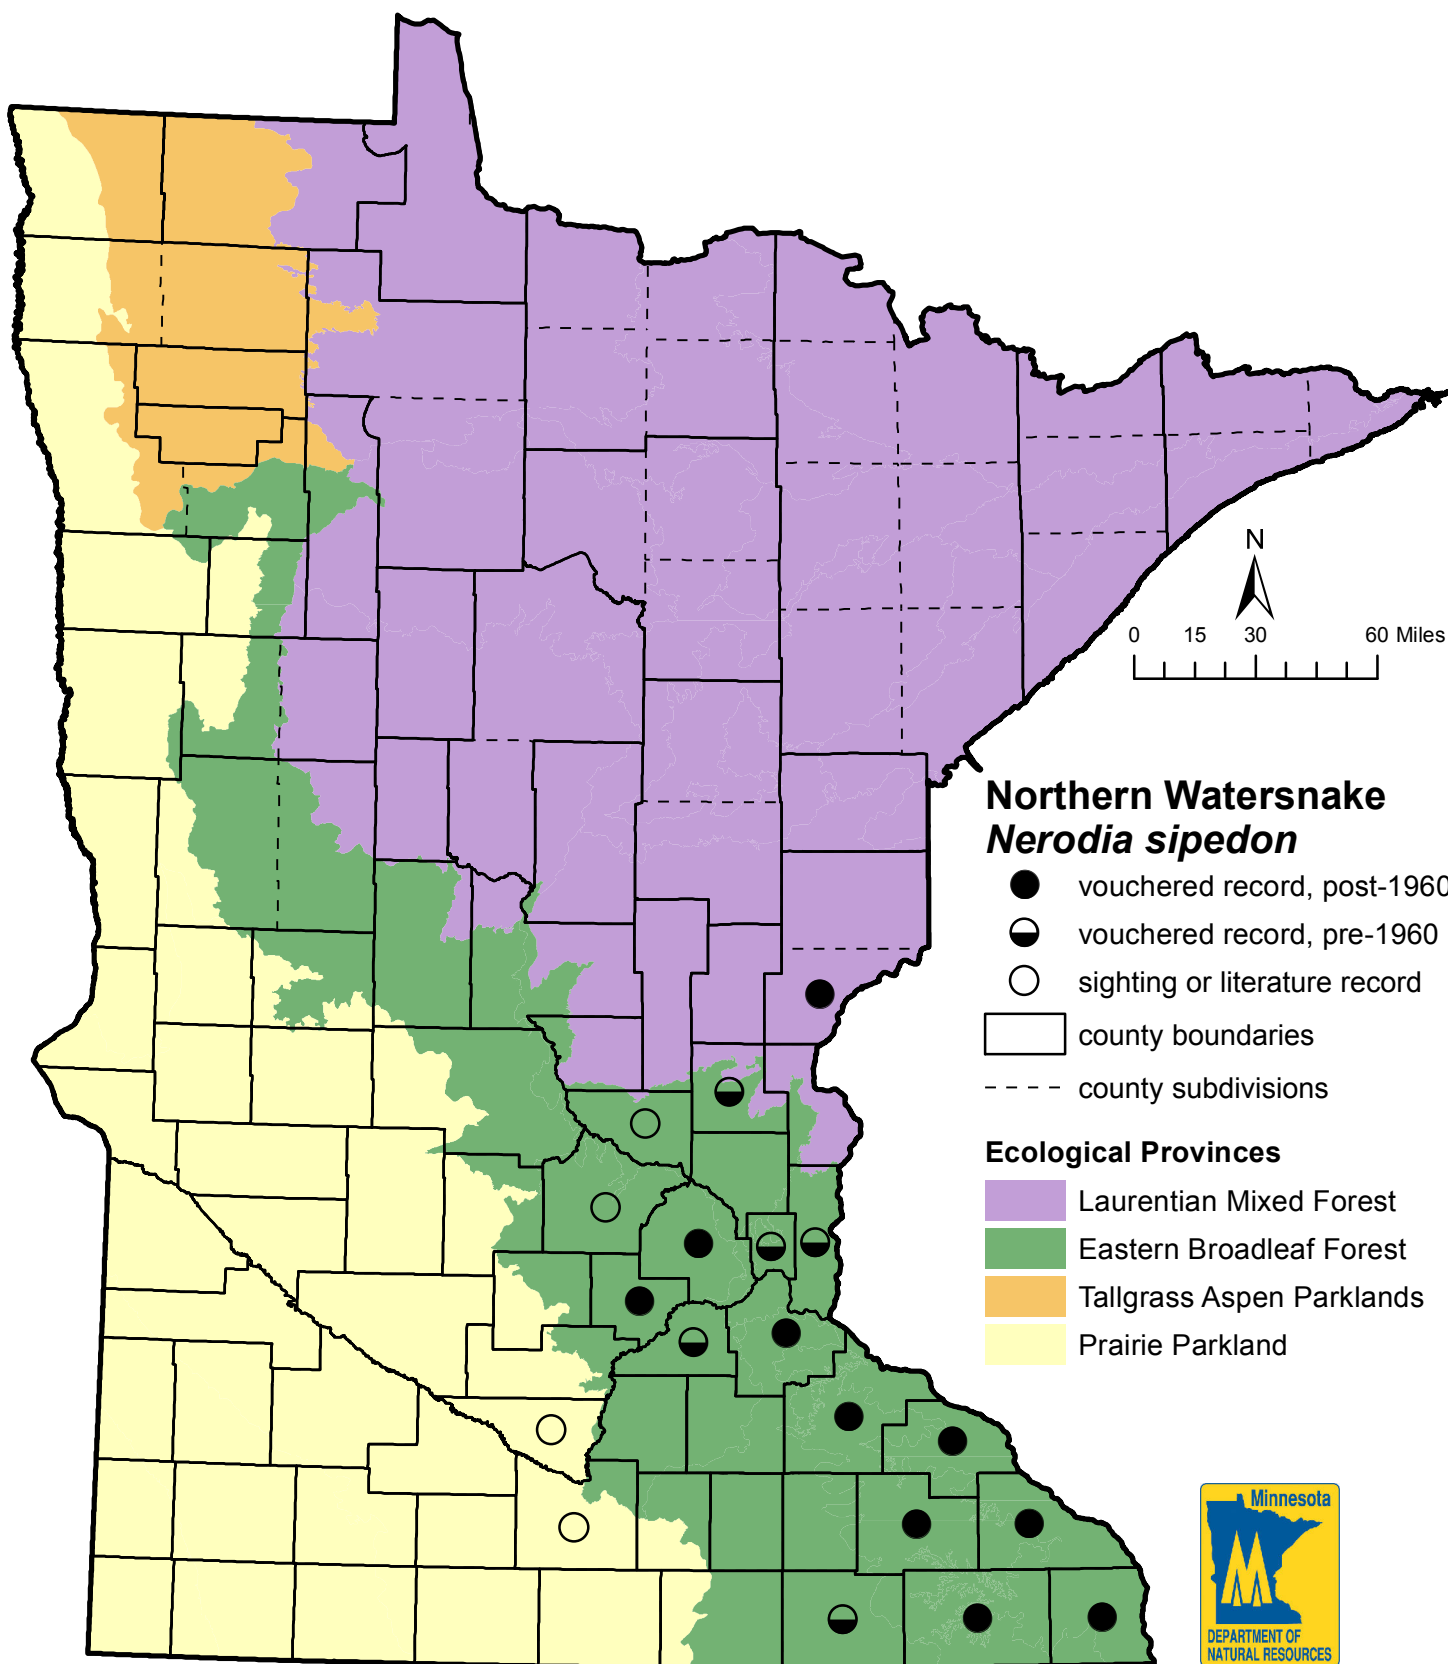 N
0 15 30 60 Miles
Northern Watersnake
Nerodia sipedon
vouchered record, post-1960
vouchered record, pre-1960
sighting or literature record
county boundaries
county subdivisions
Ecological Provinces
Laurentian Mixed Forest
Eastern Broadleaf Forest
Tallgrass Aspen Parklands
Prairie Parkland
Minnesota
DEPARTMENT OF
NATURAL RESOURCES